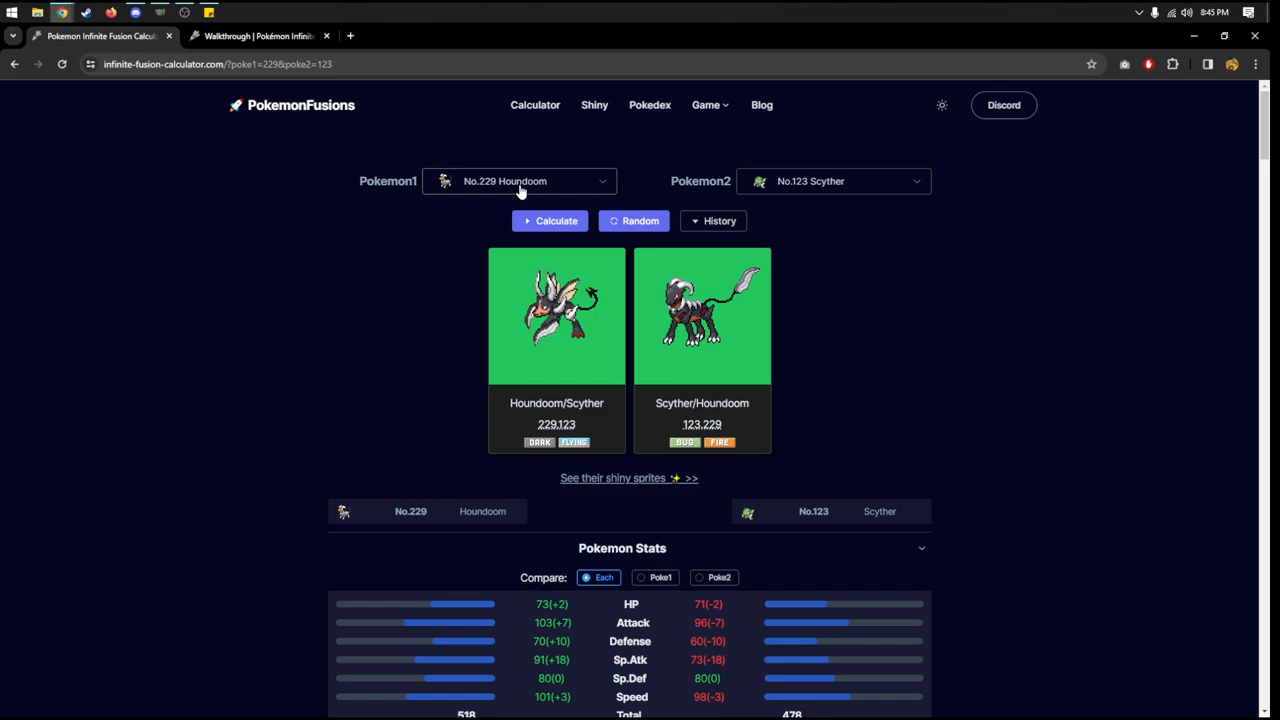 8:45 PM
Pokemon Infinite Fusion Calcula
Walkthrough | Pokémon Infinite
infinite-fusion-calculator.com/?poke1=229&poke2=123
PokemonFusions
Calculator
Shiny
Pokedex
Game
Blog
Discord
Pokemon1
No.229 Houndoom
Pokemon2
No.123 Scyther
Calculate
Random
History
Houndoom/Scyther
229.123
DARK FLYING
Scyther/Houndoom
123.229
BUG FIRE
See their shiny sprites ✨ >>
No.229 Houndoom
No.123 Scyther
Pokemon Stats
Compare: Each Poke1 Poke2
73(+2) HP 71(-2)
103(+7) Attack 96(-7)
70(+10) Defense 60(-10)
91(+18) Sp.Atk 73(-18)
80(0) Sp.Def 80(0)
101(+3) Speed 98(-3)
518 Total 478